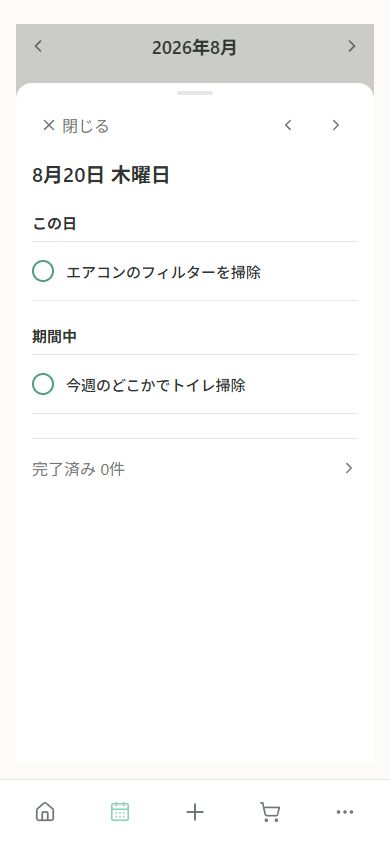 2026年8月
閉じる
8月20日 木曜日
この日
エアコンのフィルターを掃除
期間中
今週のどこかでトイレ掃除
完了済み 0件